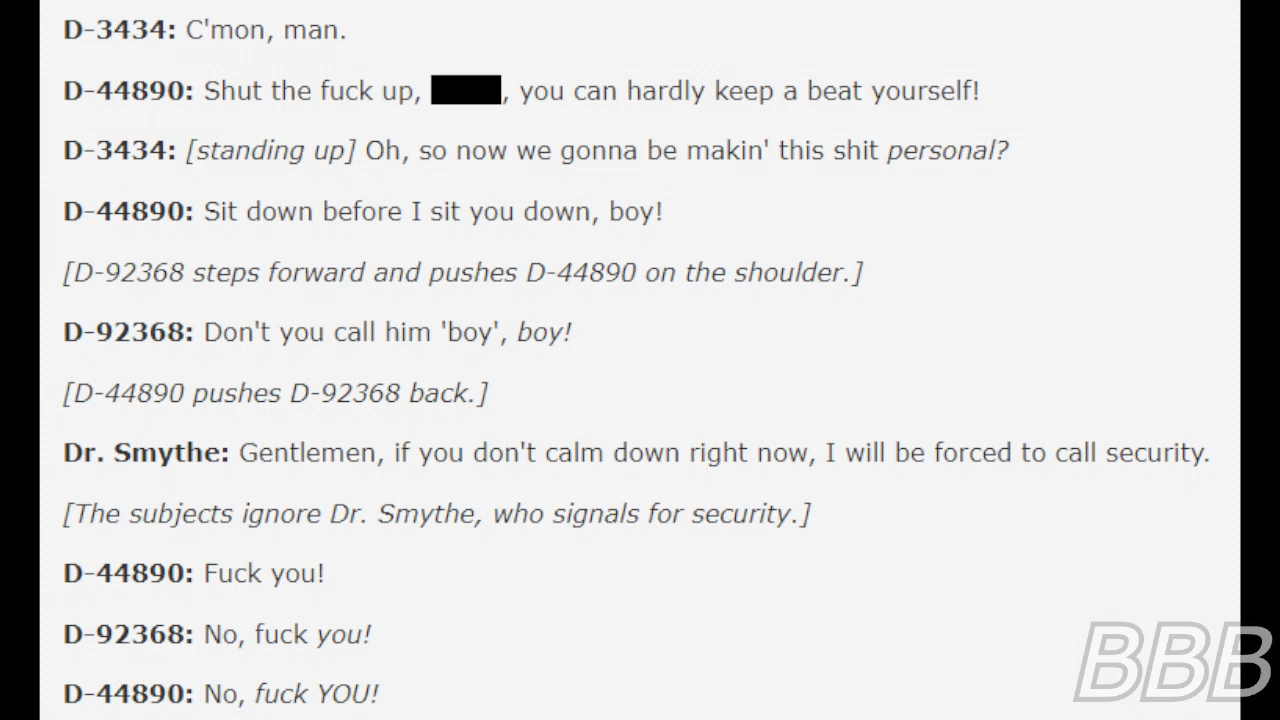 D-3434: C'mon, man.
D-44890: Shut the fuck up, , you can hardly keep a beat yourself!
D-3434: [standing up] Oh, so now we gonna be makin' this shit personal?
D-44890: Sit down before I sit you down, boy!
[D-92368 steps forward and pushes D-44890 on the shoulder.]
D-92368: Don't you call him 'boy', boy!
[D-44890 pushes D-92368 back.]
Dr. Smythe: Gentlemen, if you don't calm down right now, I will be forced to call security.
[The subjects ignore Dr. Smythe, who signals for security.]
D-44890: Fuck you!
D-92368: No, fuck you!
D-44890: No, fuck YOU!
BBB